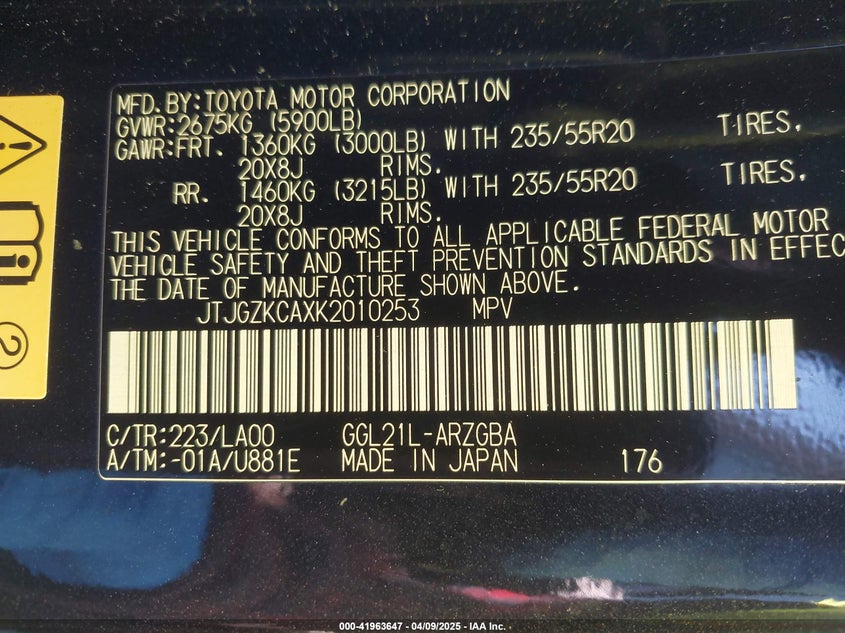 MFD.BY:TOYOTA MOTOR CORPORATION
GVWR:2675KG (5900LB)
GAWR:FRT. 1360KG (3000LB) WITH 235/55R20 TIRES,
20X8J RIMS.
RR. 1460KG (3215LB) WITH 235/55R20 TIRES,
20X8J RIMS.
THIS VEHICLE CONFORMS TO ALL APPLICABLE FEDERAL MOTOR
VEHICLE SAFETY AND THEFT PREVENTION STANDARDS IN EFFEC
THE DATE OF MANUFACTURE SHOWN ABOVE.
JTJGZKCAXK2010253 MPV
C/TR:223/LA00 GGL21L-ARZGBA
A/TM:-01A/U881E MADE IN JAPAN 176
2
000-41963647 - 04/09/2025 - IAA Inc.